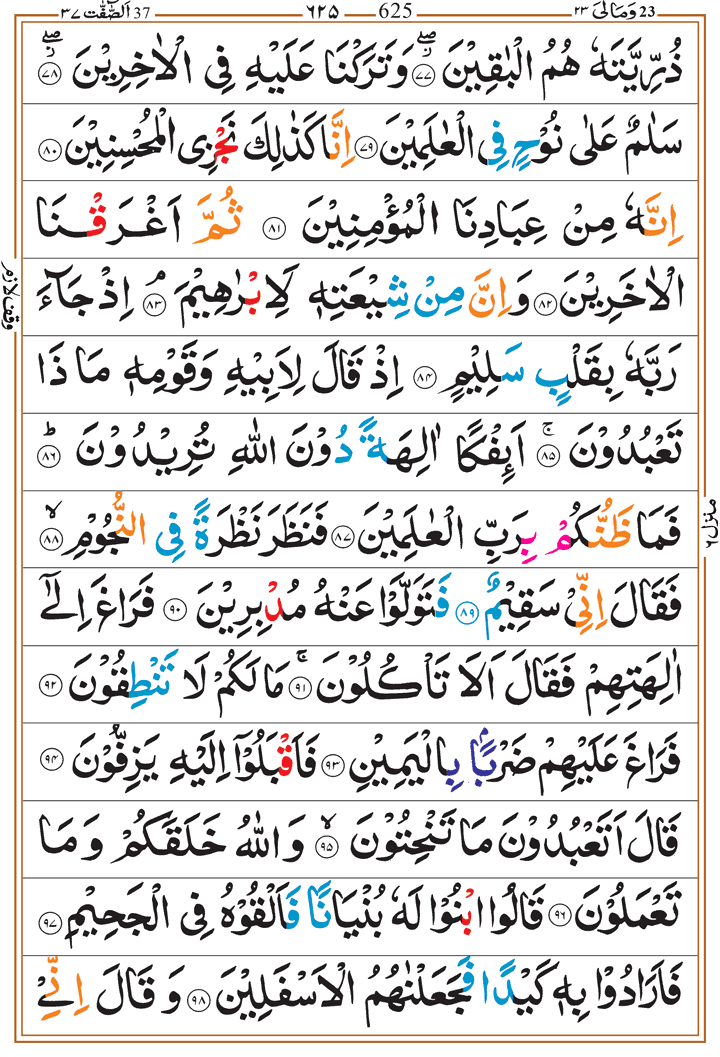 37 اَلصّٰٓفّٰت ٣٧ ٦٢٥ 625 23 وَمَالِیَ ٢٣
ذُرِّیَّتَهٗ هُمُ الْبٰقِیْنَ ۖ﴿٧٧﴾ وَتَرَكْنَا عَلَیْهِ فِی الْاٰخِرِیْنَ ۖ﴿٧٨﴾
سَلٰمٌ عَلٰی نُوْحٍ فِی الْعٰلَمِیْنَ ﴿٧٩﴾ اِنَّا كَذٰلِكَ نَجْزِی الْمُحْسِنِیْنَ ﴿٨٠﴾
اِنَّهٗ مِنْ عِبَادِنَا الْمُؤْمِنِیْنَ ﴿٨١﴾ ثُمَّ اَغْرَقْنَا
الْاٰخَرِیْنَ ﴿٨٢﴾ وَاِنَّ مِنْ شِیْعَتِهٖ لَاِبْرٰهِیْمَ ۘ﴿٨٣﴾ اِذْ جَآءَ
رَبَّهٗ بِقَلْبٍ سَلِیْمٍ ﴿٨٤﴾ اِذْ قَالَ لِاَبِیْهِ وَقَوْمِهٖ مَا ذَا
تَعْبُدُوْنَ ۚ﴿٨٥﴾ اَىِٕفْكًا اٰلِهَةً دُوْنَ اللّٰهِ تُرِیْدُوْنَ ؕ﴿٨٦﴾
فَمَا ظَنُّكُمْ بِرَبِّ الْعٰلَمِیْنَ ﴿٨٧﴾ فَنَظَرَ نَظْرَةً فِی النُّجُوْمِ ۙ﴿٨٨﴾
فَقَالَ اِنِّیْ سَقِیْمٌ ﴿٨٩﴾ فَتَوَلَّوْا عَنْهُ مُدْبِرِیْنَ ﴿٩٠﴾ فَرَاغَ اِلٰۤی
اٰلِهَتِهِمْ فَقَالَ اَلَا تَاْكُلُوْنَ ۚ﴿٩١﴾ مَا لَكُمْ لَا تَنْطِقُوْنَ ﴿٩٢﴾
فَرَاغَ عَلَیْهِمْ ضَرْبًۢا بِالْیَمِیْنِ ﴿٩٣﴾ فَاَقْبَلُوْۤا اِلَیْهِ یَزِفُّوْنَ ﴿٩٤﴾
قَالَ اَتَعْبُدُوْنَ مَا تَنْحِتُوْنَ ۙ﴿٩٥﴾ وَاللّٰهُ خَلَقَكُمْ وَمَا
تَعْمَلُوْنَ ﴿٩٦﴾ قَالُوا ابْنُوْا لَهٗ بُنْیَانًا فَاَلْقُوْهُ فِی الْجَحِیْمِ ﴿٩٧﴾
فَاَرَادُوْا بِهٖ كَیْدًا فَجَعَلْنٰهُمُ الْاَسْفَلِیْنَ ﴿٩٨﴾ وَقَالَ اِنِّیْ
وقف لازم
منزل ٦